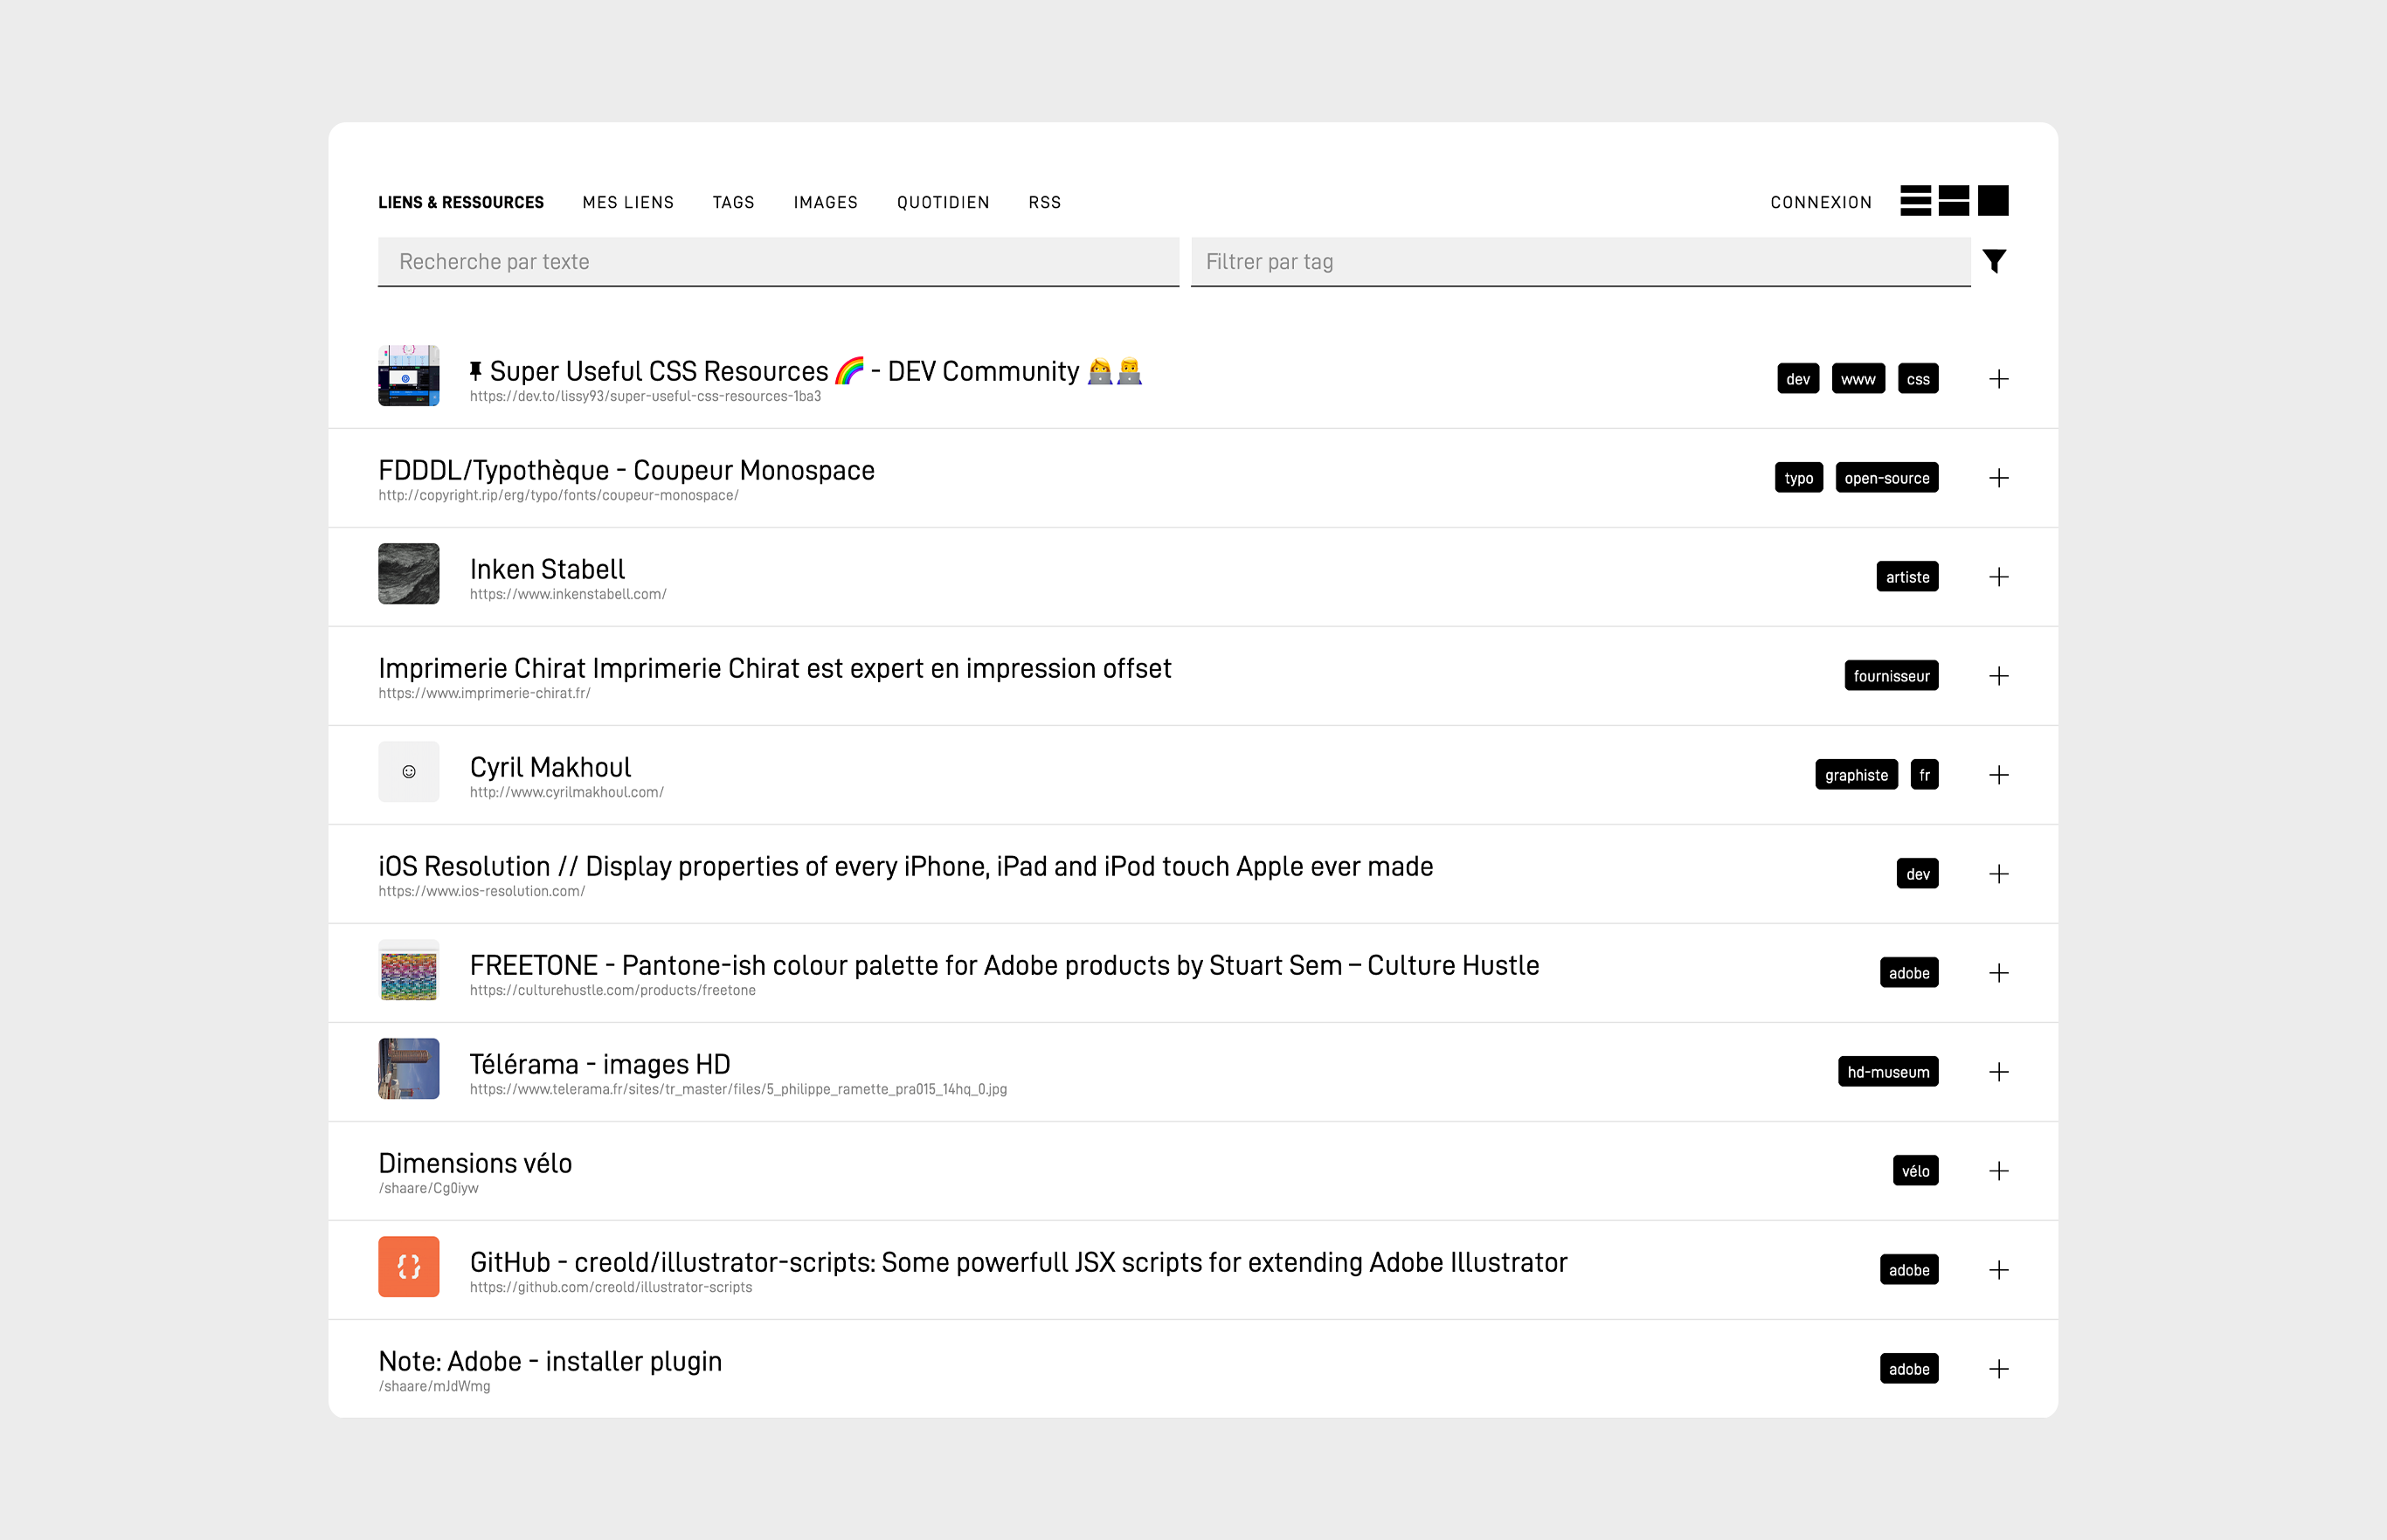 LIENS & RESSOURCES MES LIENS TAGS IMAGES QUOTIDIEN RSS CONNEXION
Recherche par texte Filtrer par tag
Super Useful CSS Resources 🌈 - DEV Community 👩‍💻👨‍💻 dev www css
https://dev.to/lissy93/super-useful-css-resources-1ba3
FDDDL/Typothèque - Coupeur Monospace typo open-source
http://copyright.rip/erg/typo/fonts/coupeur-monospace/
Inken Stabell artiste
https://www.inkenstabell.com/
Imprimerie Chirat Imprimerie Chirat est expert en impression offset fournisseur
https://www.imprimerie-chirat.fr/
Cyril Makhoul graphiste fr
http://www.cyrilmakhoul.com/
iOS Resolution // Display properties of every iPhone, iPad and iPod touch Apple ever made dev
https://www.ios-resolution.com/
FREETONE - Pantone-ish colour palette for Adobe products by Stuart Sem – Culture Hustle adobe
https://culturehustle.com/products/freetone
Télérama - images HD hd-museum
https://www.telerama.fr/sites/tr_master/files/5_philippe_ramette_pra015_14hq_0.jpg
Dimensions vélo vélo
/shaare/Cg0iyw
GitHub - creold/illustrator-scripts: Some powerfull JSX scripts for extending Adobe Illustrator adobe
https://github.com/creold/illustrator-scripts
Note: Adobe - installer plugin adobe
/shaare/mJdWmg